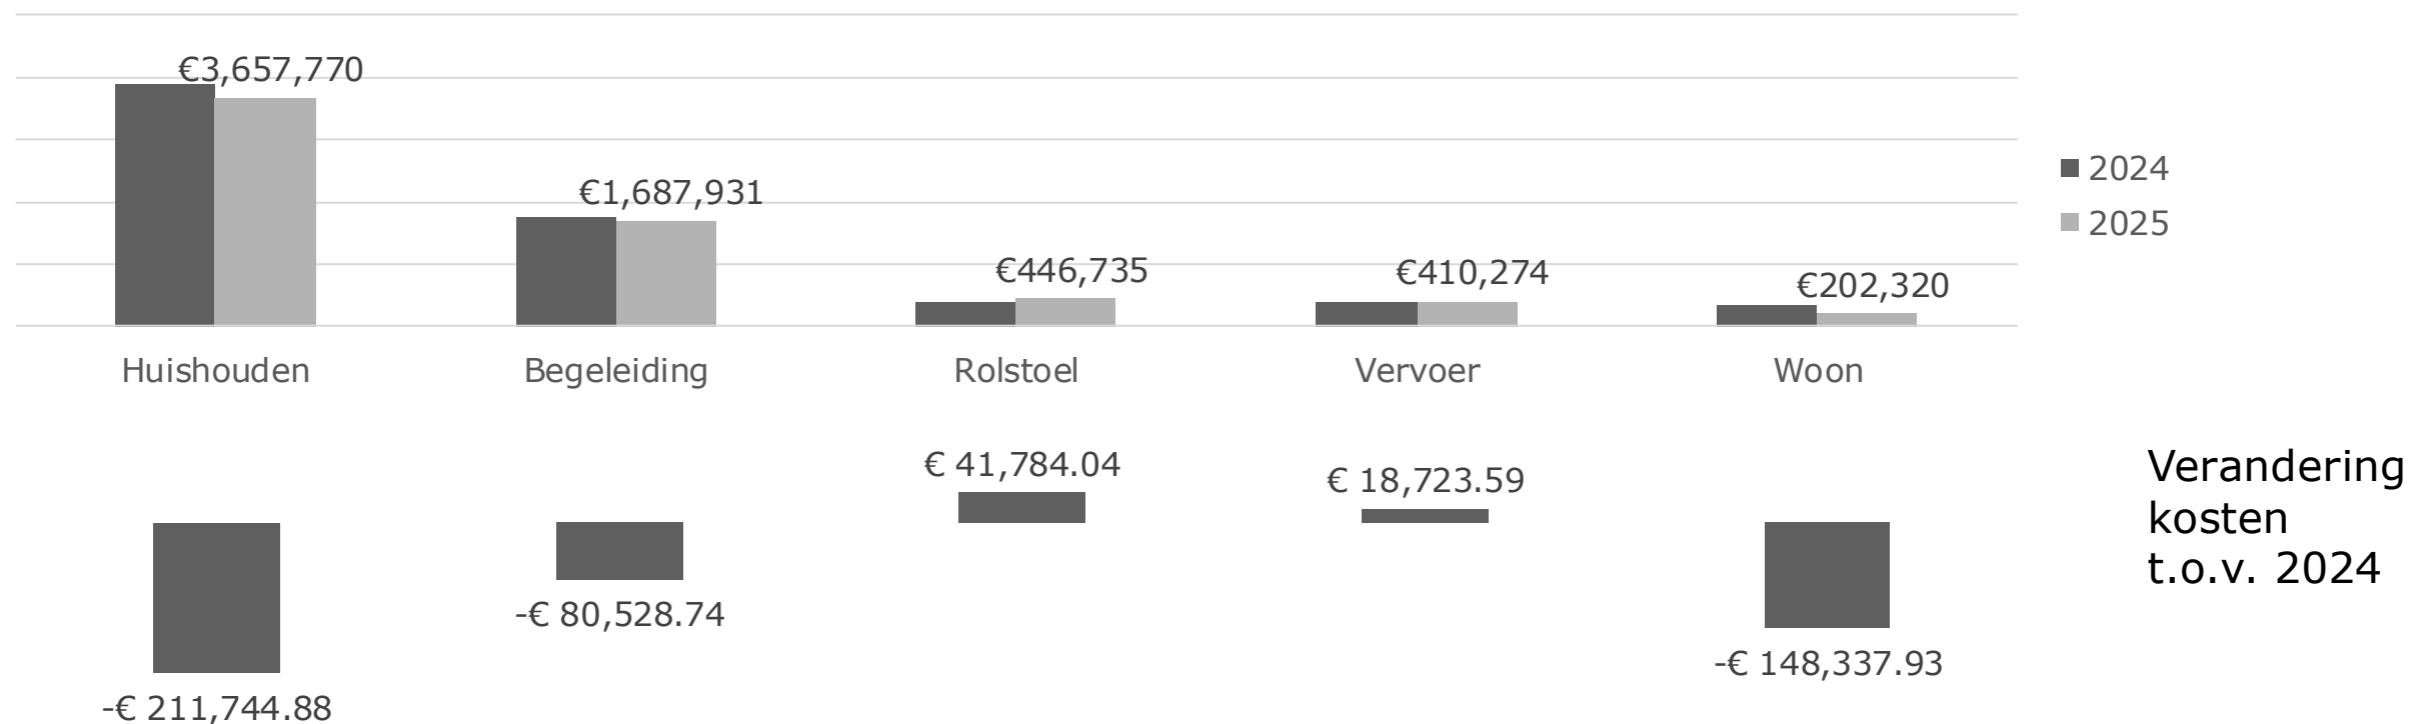 €3,657,770
€1,687,931
€446,735
€410,274
€202,320
2024
2025
Huishouden
Begeleiding
Rolstoel
Vervoer
Woon
€ 41,784.04
€ 18,723.59
-€ 80,528.74
-€ 148,337.93
-€ 211,744.88
Verandering
kosten
t.o.v. 2024